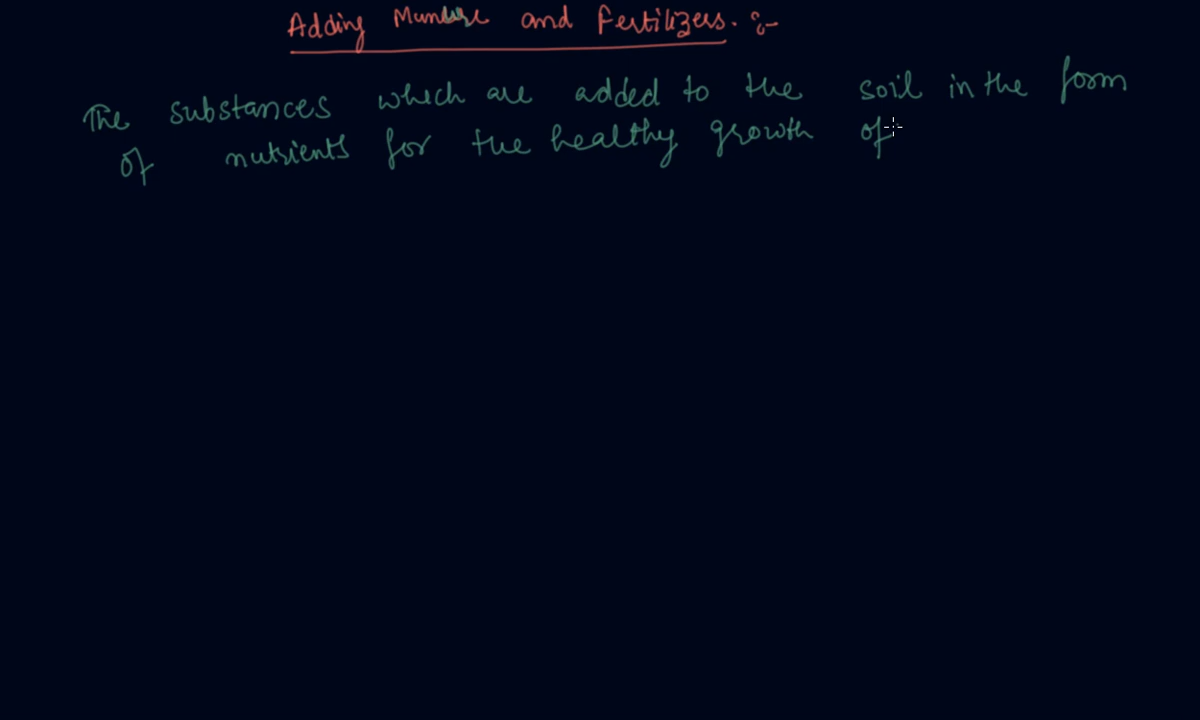 Adding Munure and Fertilizers. :-
The substances which are added to the soil in the form
of nutrients for the healthy growth of